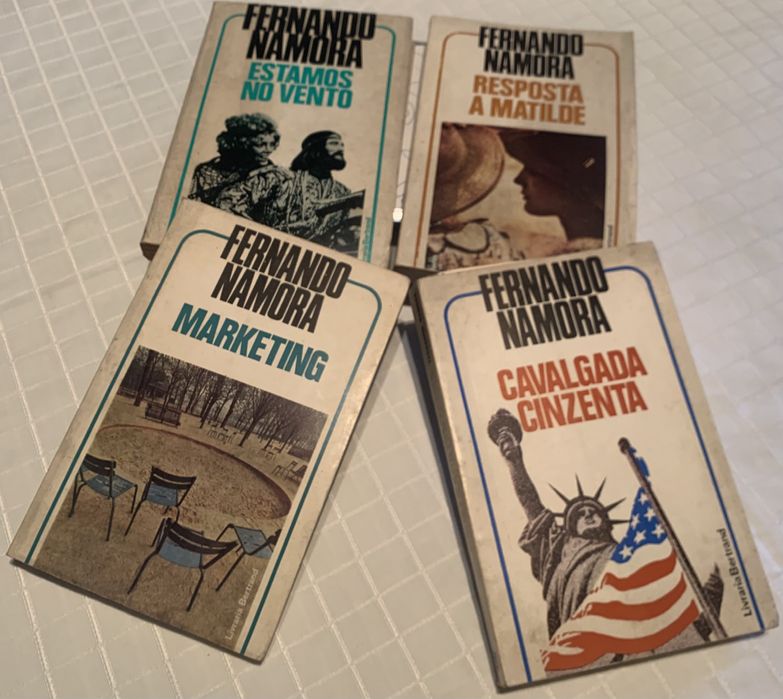 FERNANDO
NAMORA
ESTAMOS
NO VENTO
FERNANDO
NAMORA
RESPOSTA
A MATILDE
FERNANDO
NAMORA
MARKETING
Livraria Bertrand
FERNANDO
NAMORA
CAVALGADA
CINZENTA
Livraria Bertrand